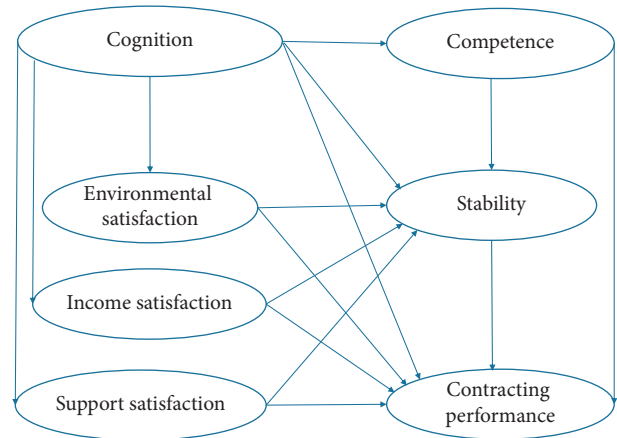 Cognition
Competence
Environmental
satisfaction
Stability
Income satisfaction
Support satisfaction
Contracting
performance